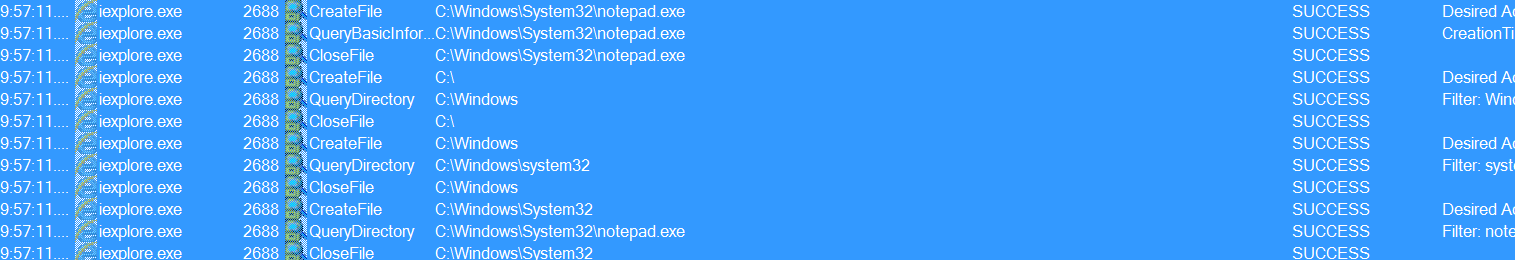 9:57:11.... iexplore.exe 2688 CreateFile C:\Windows\System32\notepad.exe SUCCESS Desired Ac
9:57:11.... iexplore.exe 2688 QueryBasicInfor... C:\Windows\System32\notepad.exe SUCCESS CreationTi
9:57:11.... iexplore.exe 2688 CloseFile C:\Windows\System32\notepad.exe SUCCESS
9:57:11.... iexplore.exe 2688 CreateFile C:\ SUCCESS Desired Ac
9:57:11.... iexplore.exe 2688 QueryDirectory C:\Windows SUCCESS Filter: Wind
9:57:11.... iexplore.exe 2688 CloseFile C:\ SUCCESS
9:57:11.... iexplore.exe 2688 CreateFile C:\Windows SUCCESS Desired Ac
9:57:11.... iexplore.exe 2688 QueryDirectory C:\Windows\system32 SUCCESS Filter: syst
9:57:11.... iexplore.exe 2688 CloseFile C:\Windows SUCCESS
9:57:11.... iexplore.exe 2688 CreateFile C:\Windows\System32 SUCCESS Desired Ac
9:57:11.... iexplore.exe 2688 QueryDirectory C:\Windows\System32\notepad.exe SUCCESS Filter: note
9:57:11.... iexplore.exe 2688 CloseFile C:\Windows\System32 SUCCESS